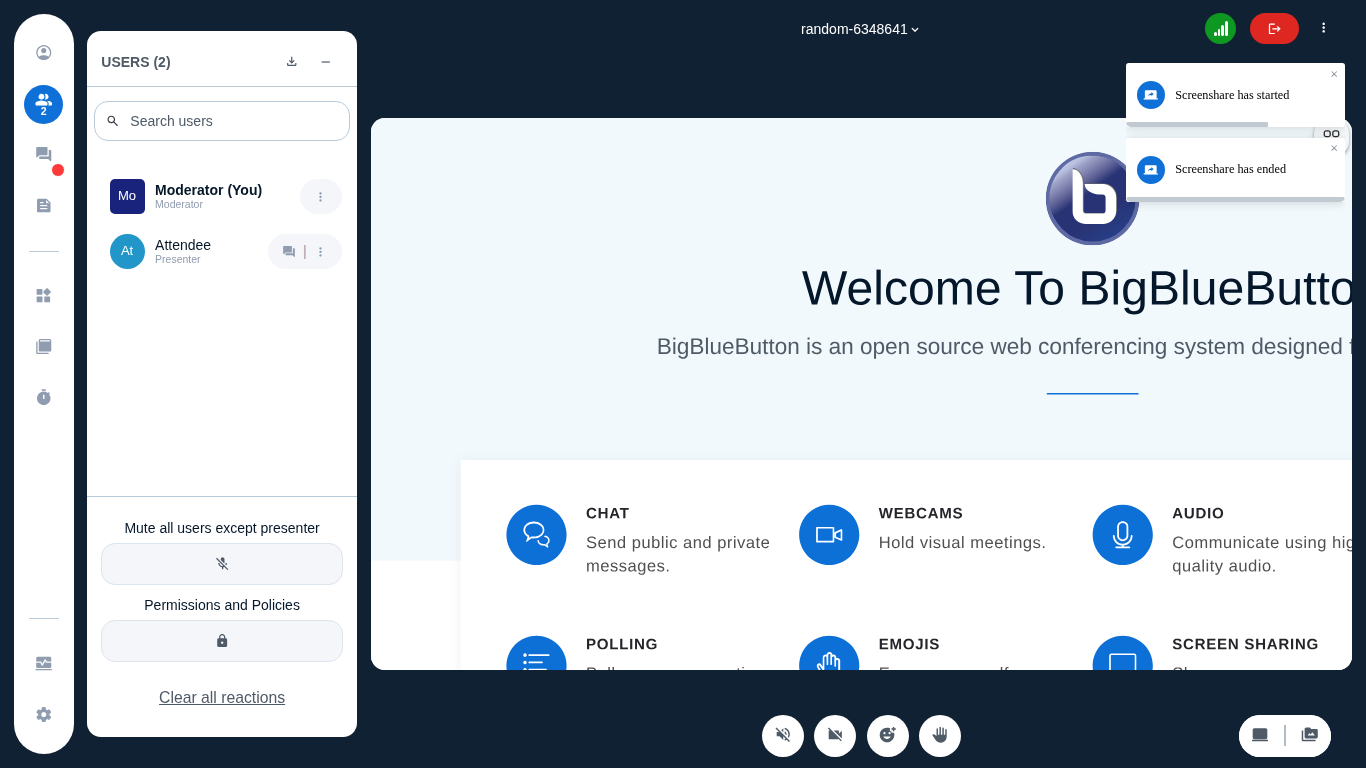 random-6348641
USERS (2)
2
Search users
Mo
Moderator (You)
Moderator
At
Attendee
Presenter
Mute all users except presenter
Permissions and Policies
Clear all reactions
Screenshare has started
Screenshare has ended
Welcome To BigBlueButto
BigBlueButton is an open source web conferencing system designed
CHAT
Send public and private
messages.
WEBCAMS
Hold visual meetings.
AUDIO
Communicate using hig
quality audio.
POLLING
EMOJIS
SCREEN SHARING